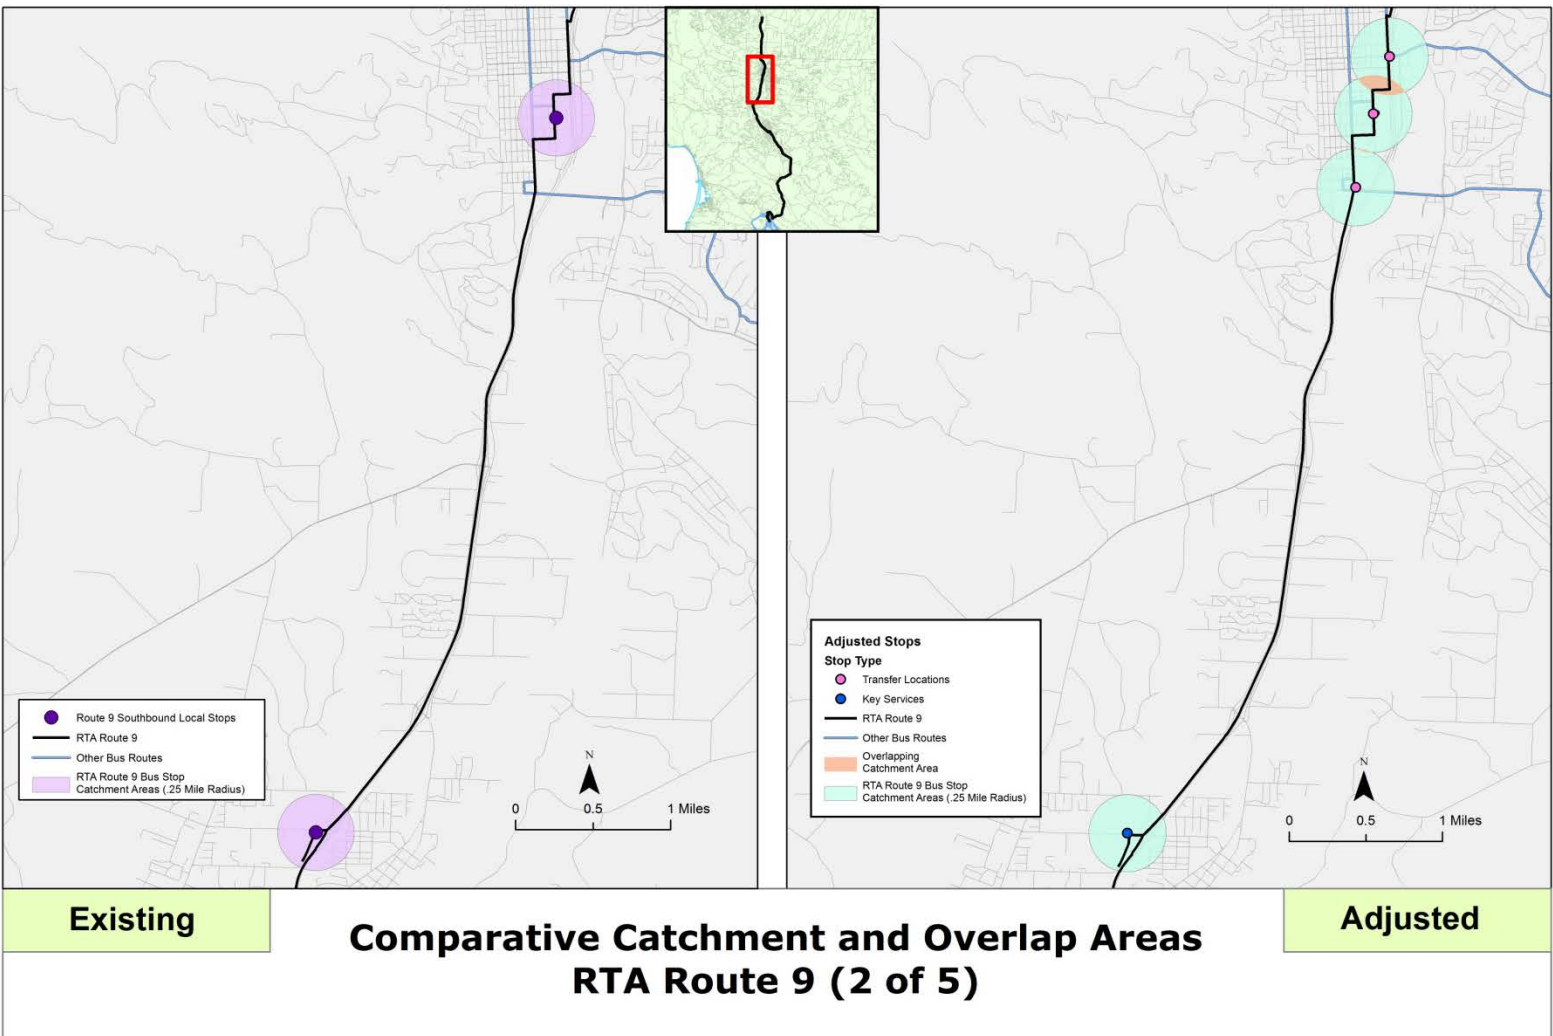 Route 9 Southbound Local Stops
RTA Route 9
Other Bus Routes
RTA Route 9 Bus Stop
Catchment Areas (.25 Mile Radius)
N
0 0.5 1 Miles
Adjusted Stops
Stop Type
Transfer Locations
Key Services
RTA Route 9
Other Bus Routes
Overlapping
Catchment Area
RTA Route 9 Bus Stop
Catchment Areas (.25 Mile Radius)
N
0 0.5 1 Miles
Existing
Adjusted
Comparative Catchment and Overlap Areas
RTA Route 9 (2 of 5)